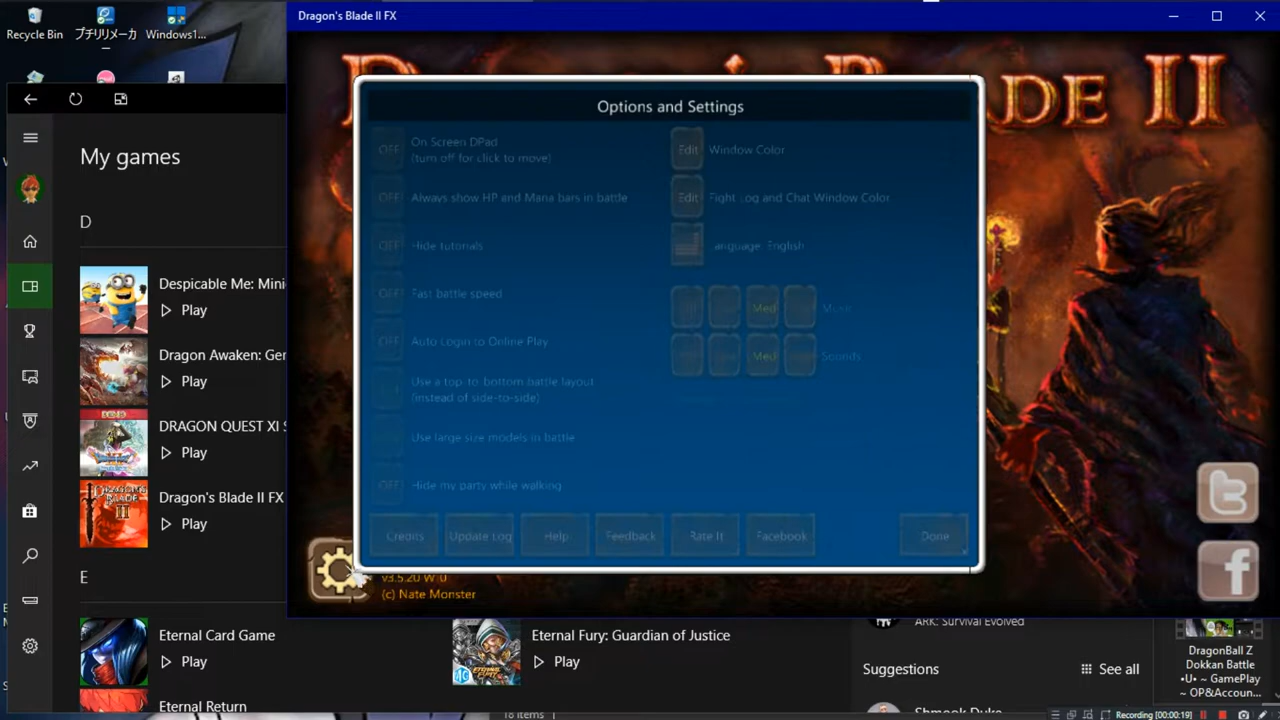 Recycle Bin
プチリメーカ
Windows1...
Dragon's Blade II FX
BLADE II
Options and Settings
On Screen DPad
(turn off for click to move)
OFF
Always show HP and Mana bars in battle
OFF
Hide tutorials
OFF
Fast battle speed
OFF
Auto Login to Online Play
Use a top-to-bottom battle layout
(instead of side-to-side)
Use large size models in battle
OFF
Hide my party while walking
Edit
Window Color
Edit
Fight Log and Chat Window Color
English
Med
Med
Sounds
Credits
Update Log
Help
Feedback
Rate It
Facebook
Done
v3.5.20 W
(c) Nate Monster
My games
D
Despicable Me: Mini
Play
Dragon Awaken: Ger
Play
DRAGON QUEST XI S
Play
Dragon's Blade II FX
Play
E
Eternal Card Game
Play
Eternal Return
Eternal Fury: Guardian of Justice
Play
ARK: Survival Evolved
Suggestions
See all
Shmook Duke
DragonBall Z
Dokkan Battle
•U• ~ GamePlay
~ OP&Accoun...
18 items
Recording [00:00:19]